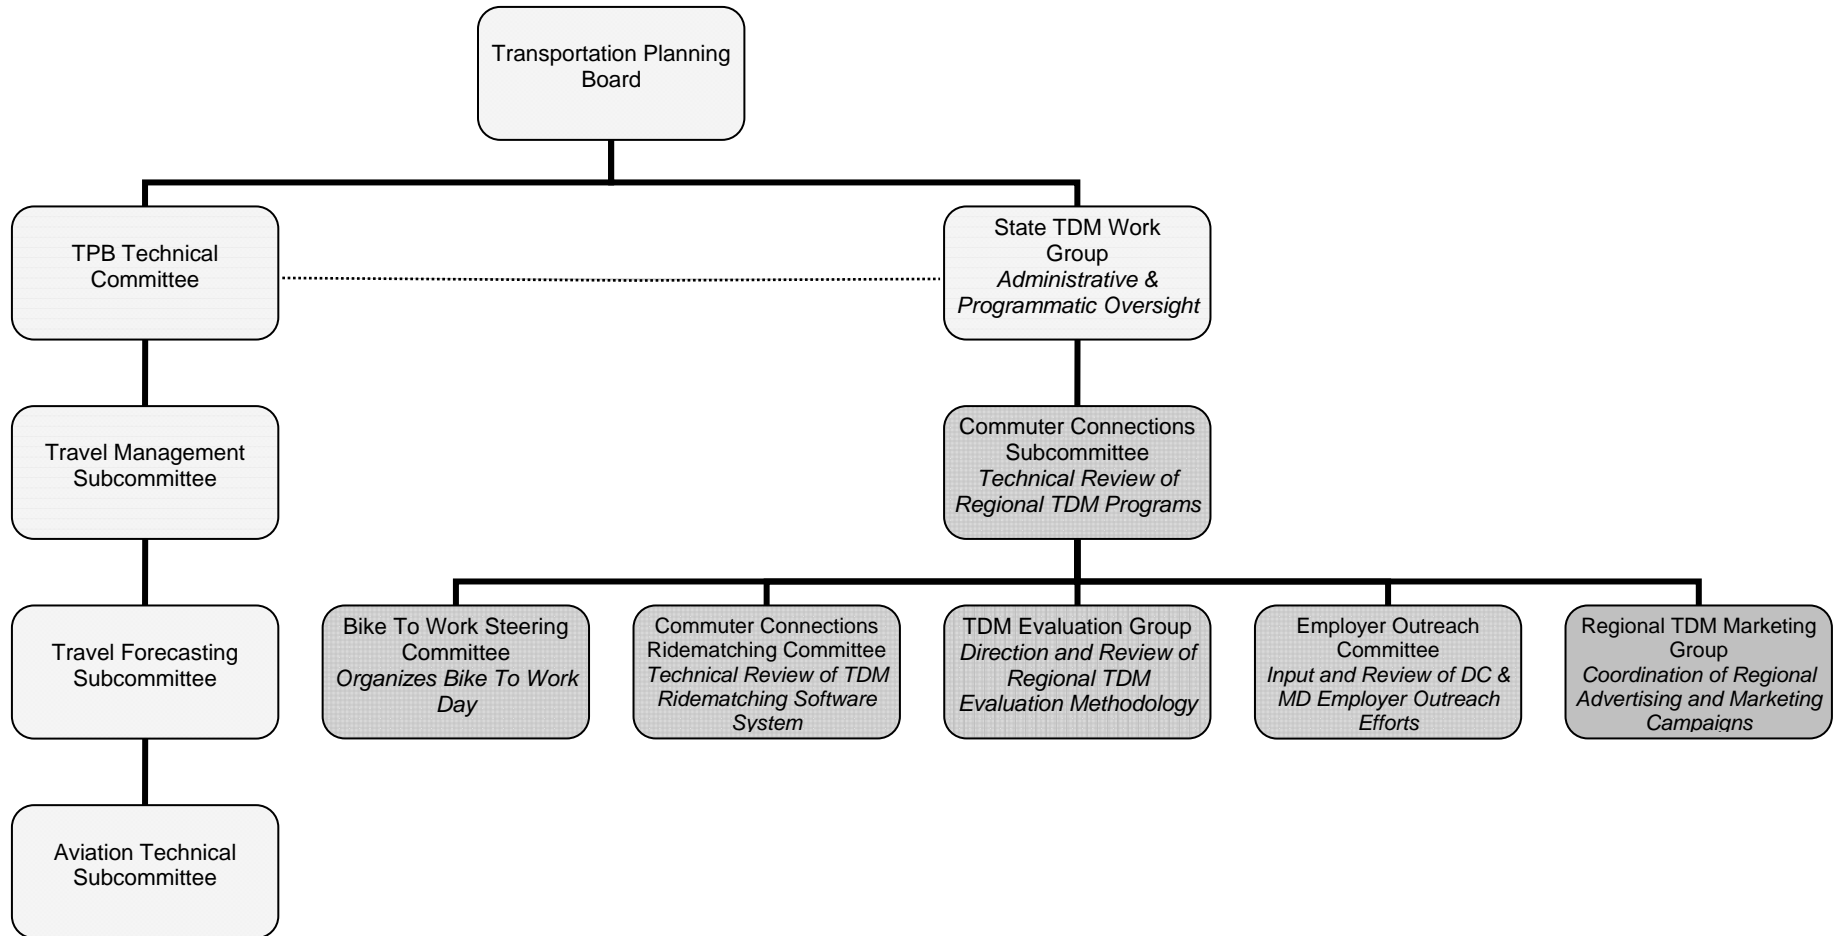 Transportation Planning
Board
TPB Technical
Committee
State TDM Work
Group
Administrative &
Programmatic Oversight
Travel Management
Subcommittee
Commuter Connections
Subcommittee
Technical Review of
Regional TDM Programs
Travel Forecasting
Subcommittee
Bike To Work Steering
Committee
Organizes Bike To Work
Day
Commuter Connections
Ridematching Committee
Technical Review of TDM
Ridematching Software
System
TDM Evaluation Group
Direction and Review of
Regional TDM
Evaluation Methodology
Employer Outreach
Committee
Input and Review of DC &
MD Employer Outreach
Efforts
Regional TDM Marketing
Group
Coordination of Regional
Advertising and Marketing
Campaigns
Aviation Technical
Subcommittee